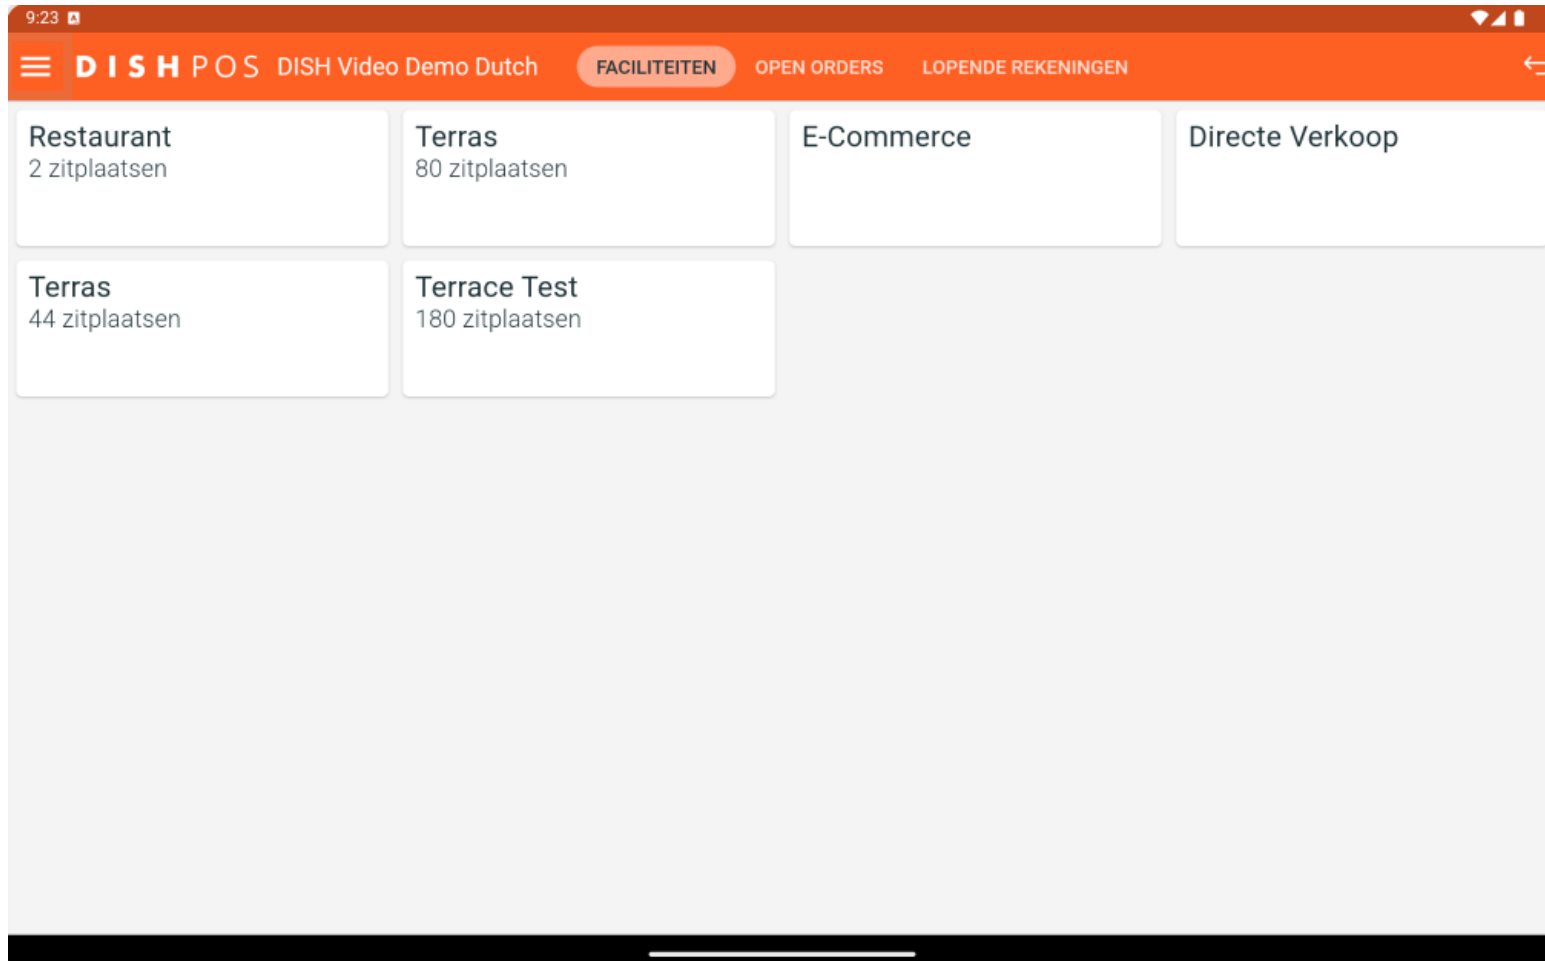 9:23
DISH POS DISH Video Demo Dutch FACILITEITEN OPEN ORDERS LOPENDE REKENINGEN
Restaurant
2 zitplaatsen
Terras
80 zitplaatsen
E-Commerce
Directe Verkoop
Terras
44 zitplaatsen
Terrace Test
180 zitplaatsen